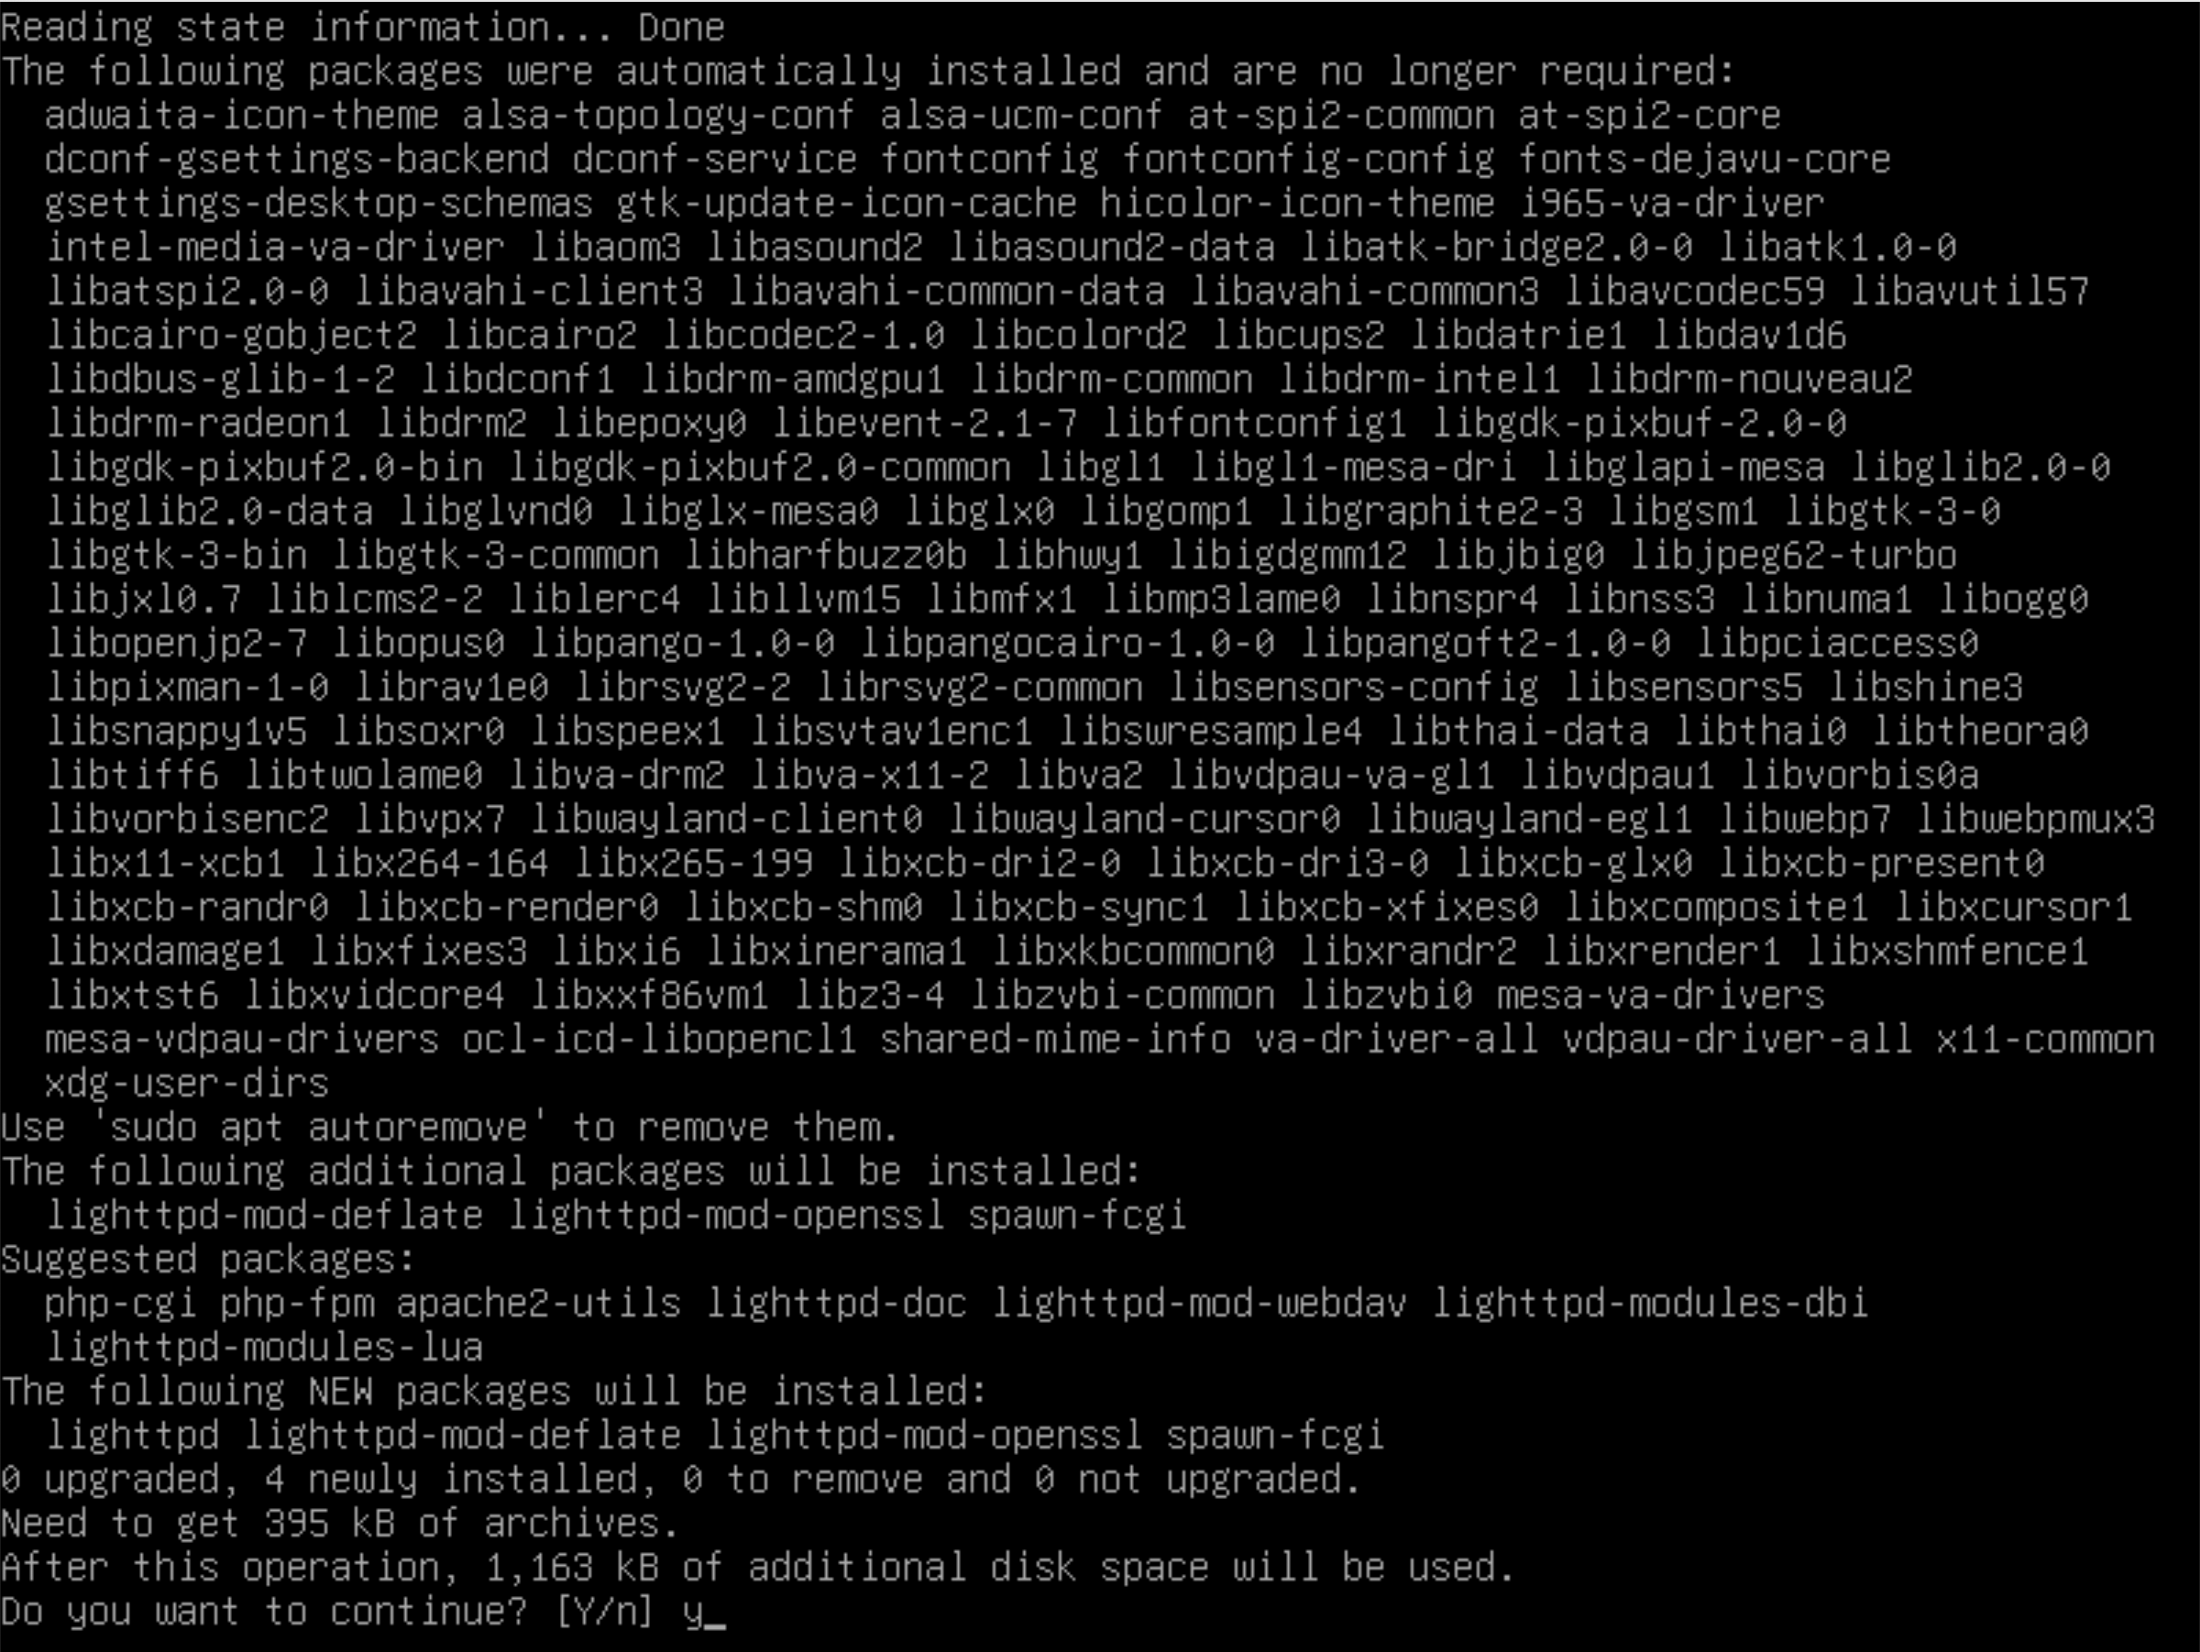 Reading state information... Done
The following packages were automatically installed and are no longer required:
  adwaita-icon-theme alsa-topology-conf alsa-ucm-conf at-spi2-common at-spi2-core
  dconf-gsettings-backend dconf-service fontconfig fontconfig-config fonts-dejavu-core
  gsettings-desktop-schemas gtk-update-icon-cache hicolor-icon-theme i965-va-driver
  intel-media-va-driver libaom3 libasound2 libasound2-data libatk-bridge2.0-0 libatk1.0-0
  libatspi2.0-0 libavahi-client3 libavahi-common-data libavahi-common3 libavcodec59 libavutil57
  libcairo-gobject2 libcairo2 libcodec2-1.0 libcolord2 libcups2 libdatrie1 libdav1d6
  libdbus-glib-1-2 libdconf1 libdrm-amdgpu1 libdrm-common libdrm-intel1 libdrm-nouveau2
  libdrm-radeon1 libdrm2 libepoxy0 libevent-2.1-7 libfontconfig1 libgdk-pixbuf-2.0-0
  libgdk-pixbuf2.0-bin libgdk-pixbuf2.0-common libgl1 libgl1-mesa-dri libglapi-mesa libglib2.0-0
  libglib2.0-data libglvnd0 libglx-mesa0 libglx0 libgomp1 libgraphite2-3 libgsm1 libgtk-3-0
  libgtk-3-bin libgtk-3-common libharfbuzz0b libhwy1 libigdgmm12 libjbig0 libjpeg62-turbo
  libjxl0.7 liblcms2-2 liblerc4 libllvm15 libmfx1 libmp3lame0 libnspr4 libnss3 libnuma1 libogg0
  libopenjp2-7 libopus0 libpango-1.0-0 libpangocairo-1.0-0 libpangoft2-1.0-0 libpciaccess0
  libpixman-1-0 librav1e0 librsvg2-2 librsvg2-common libsensors-config libsensors5 libshine3
  libsnappy1v5 libsoxr0 libspeex1 libsvtav1enc1 libswresample4 libthai-data libthai0 libtheora0
  libtiff6 libtwolame0 libva-drm2 libva-x11-2 libva2 libvdpau-va-gl1 libvdpau1 libvorbis0a
  libvorbisenc2 libvpx7 libwayland-client0 libwayland-cursor0 libwayland-egl1 libwebp7 libwebpmux3
  libx11-xcb1 libx264-164 libx265-199 libxcb-dri2-0 libxcb-dri3-0 libxcb-glx0 libxcb-present0
  libxcb-randr0 libxcb-render0 libxcb-shm0 libxcb-sync1 libxcb-xfixes0 libxcomposite1 libxcursor1
  libxdamage1 libxfixes3 libxi6 libxinerama1 libxkbcommon0 libxrandr2 libxrender1 libxshmfence1
  libxtst6 libxvidcore4 libxxf86vm1 libz3-4 libzvbi-common libzvbi0 mesa-va-drivers
  mesa-vdpau-drivers ocl-icd-libopencl1 shared-mime-info va-driver-all vdpau-driver-all x11-common
  xdg-user-dirs
Use 'sudo apt autoremove' to remove them.
The following additional packages will be installed:
  lighttpd-mod-deflate lighttpd-mod-openssl spawn-fcgi
Suggested packages:
  php-cgi php-fpm apache2-utils lighttpd-doc lighttpd-mod-webdav lighttpd-modules-dbi
  lighttpd-modules-lua
The following NEW packages will be installed:
  lighttpd lighttpd-mod-deflate lighttpd-mod-openssl spawn-fcgi
0 upgraded, 4 newly installed, 0 to remove and 0 not upgraded.
Need to get 395 kB of archives.
After this operation, 1,163 kB of additional disk space will be used.
Do you want to continue? [Y/n] y_